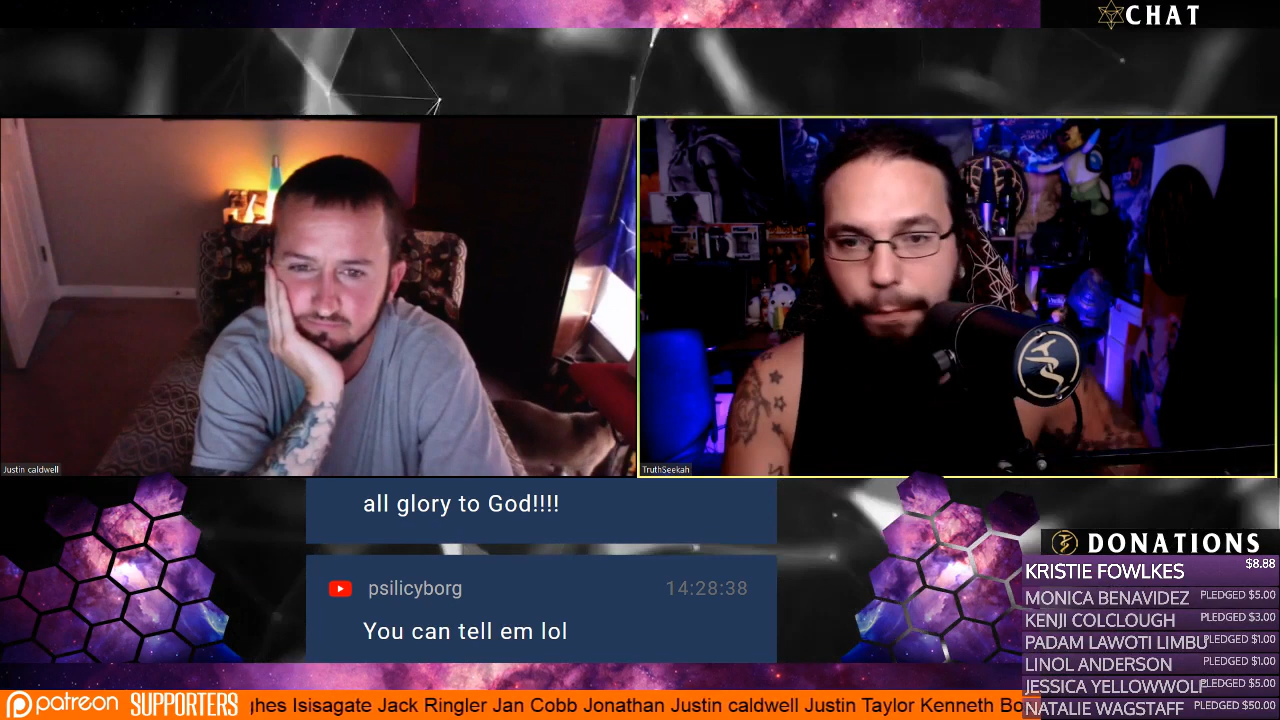 CHAT
Justin caldwell
TruthSeekah
all glory to God!!!!
psilicyborg 14:28:38
You can tell em lol
DONATIONS
KRISTIE FOWLKES $8.88
MONICA BENAVIDEZ PLEDGED $5.00
KENJI COLCLOUGH PLEDGED $3.00
PADAM LAWOTI LIMBU PLEDGED $1.00
LINOL ANDERSON PLEDGED $1.00
JESSICA YELLOWWOLF PLEDGED $5.00
NATALIE WAGSTAFF PLEDGED $50.00
patreon SUPPORTERS ghes Isisagate Jack Ringler Jan Cobb Jonathan Justin caldwell Justin Taylor Kenneth Bo